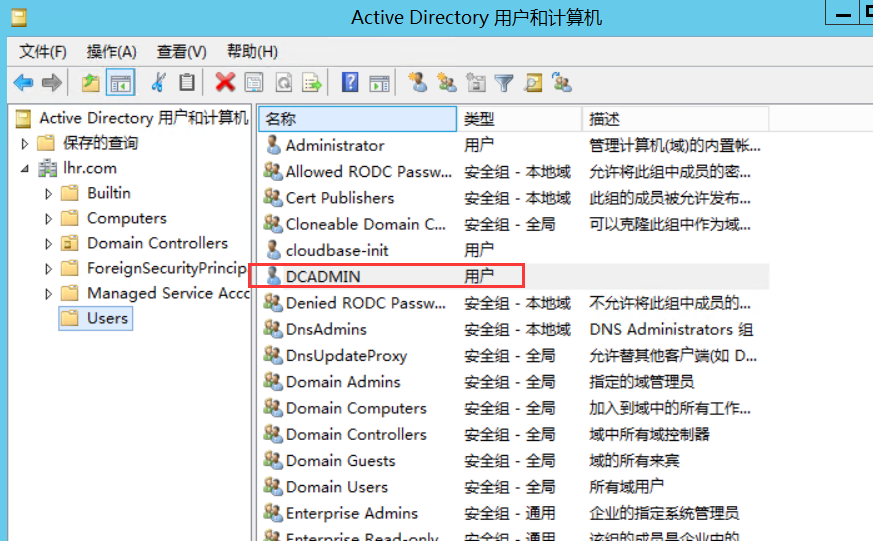 Active Directory 用户和计算机
文件(F) 操作(A) 查看(V) 帮助(H)
Active Directory 用户和计算机
保存的查询
lhr.com
Builtin
Computers
Domain Controllers
ForeignSecurityPrincip
Managed Service Acc
Users
名称 类型 描述
Administrator 用户 管理计算机(域)的内置帐...
Allowed RODC Passw... 安全组 - 本地域 允许将此组中成员的密...
Cert Publishers 安全组 - 本地域 此组的成员被允许发布...
Cloneable Domain C... 安全组 - 全局 可以克隆此组中作为域...
cloudbase-init 用户
DCADMIN 用户
Denied RODC Passw... 安全组 - 本地域 不允许将此组中成员的...
DnsAdmins 安全组 - 本地域 DNS Administrators 组
DnsUpdateProxy 安全组 - 全局 允许替其他客户端(如 D...
Domain Admins 安全组 - 全局 指定的域管理员
Domain Computers 安全组 - 全局 加入到域中的所有工作...
Domain Controllers 安全组 - 全局 域中所有域控制器
Domain Guests 安全组 - 全局 域的所有来宾
Domain Users 安全组 - 全局 所有域用户
Enterprise Admins 安全组 - 通用 企业的指定系统管理员
Enterprise Read-only 安全组 - 通用 该组的成员是企业中的